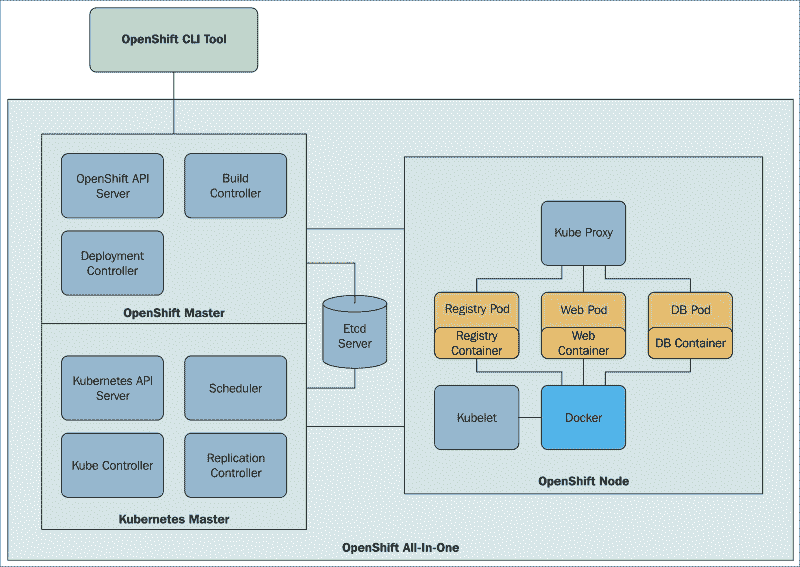 OpenShift CLI Tool
OpenShift API
Server
Build
Controller
Deployment
Controller
OpenShift Master
Etcd
Server
Kubernetes API
Server
Scheduler
Kube Controller
Replication
Controller
Kubernetes Master
Kube Proxy
Registry Pod
Registry
Container
Web Pod
Web
Container
DB Pod
DB Container
Kubelet
Docker
OpenShift Node
OpenShift All-In-One